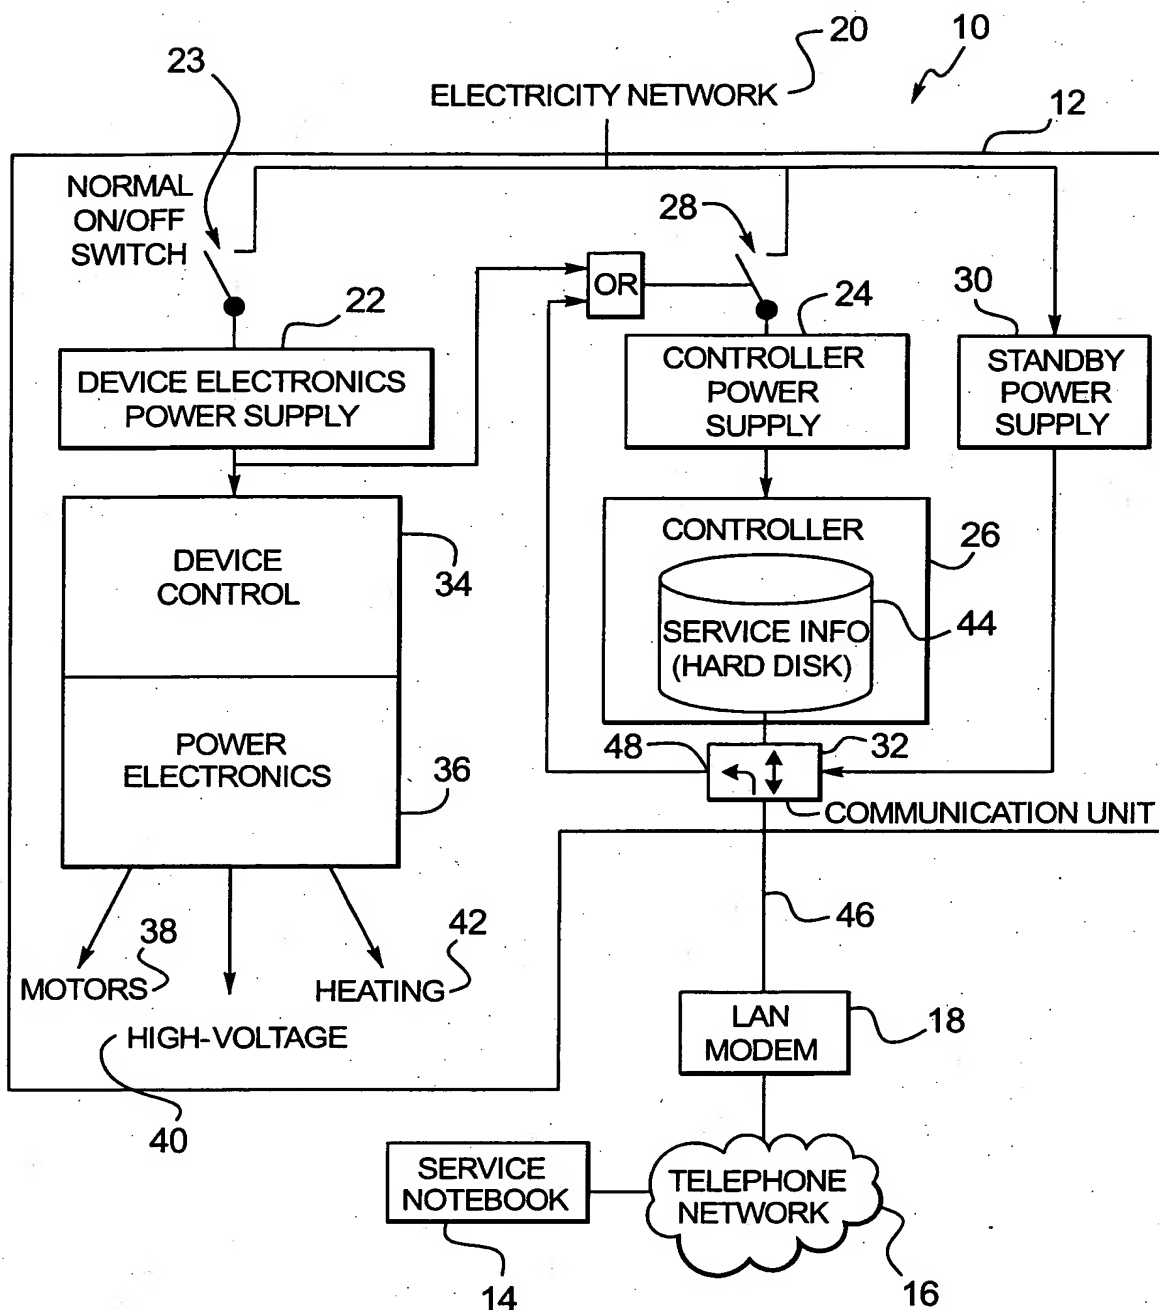 20
10
23
ELECTRICITY NETWORK
12
NORMAL
ON/OFF
SWITCH
28
OR
22
24
30
DEVICE ELECTRONICS
POWER SUPPLY
CONTROLLER
POWER
SUPPLY
STANDBY
POWER
SUPPLY
DEVICE
CONTROL
34
CONTROLLER
26
SERVICE INFO
(HARD DISK)
44
POWER
ELECTRONICS
36
48
32
COMMUNICATION UNIT
38
42
46
MOTORS
HEATING
HIGH-VOLTAGE
40
LAN
MODEM
18
SERVICE
NOTEBOOK
14
TELEPHONE
NETWORK
16